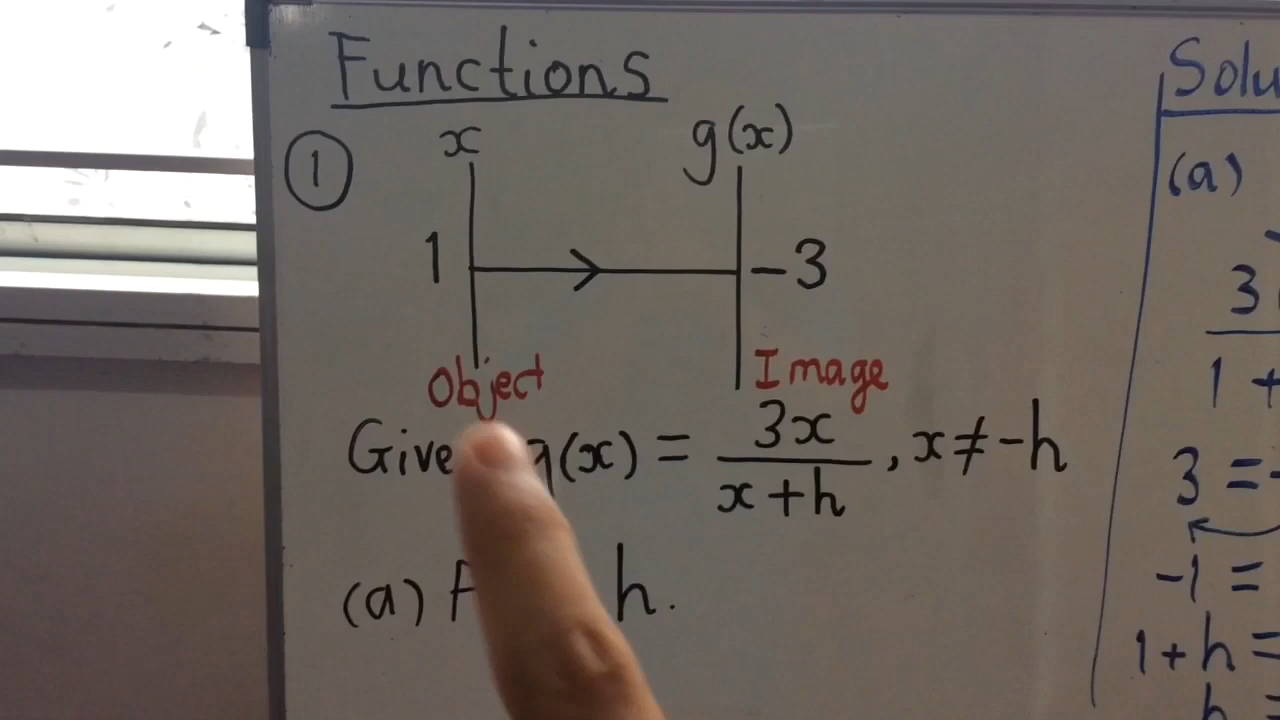 Functions
① x g(x)
1 -3
Object Image
Give g(x) = 3x / x+h , x ≠ -h
(a) h.
Solu
(a)
3
1 +
3 = -
-1 =
1 + h =
h =